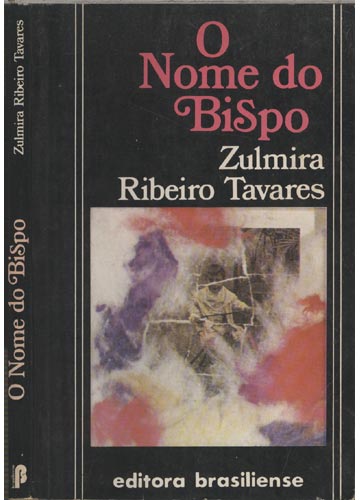 Zulmira Ribeiro Tavares
O Nome do BiSpo
O
Nome do
BiSpo
Zulmira
Ribeiro Tavares
editora brasiliense